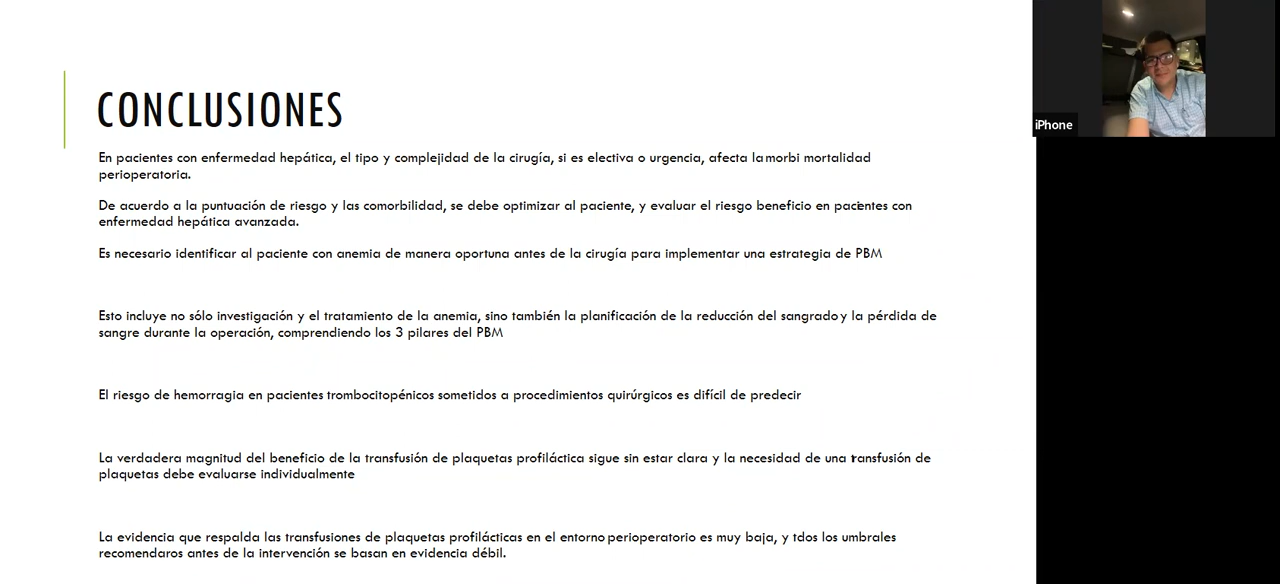 CONCLUSIONES
En pacientes con enfermedad hepática, el tipo y complejidad de la cirugía, si es electiva o urgencia, afecta la morbi mortalidad
perioperatoria.
De acuerdo a la puntuación de riesgo y las comorbilidad, se debe optimizar al paciente, y evaluar el riesgo beneficio en pacientes con
enfermedad hepática avanzada.
Es necesario identificar al paciente con anemia de manera oportuna antes de la cirugía para implementar una estrategia de PBM
Esto incluye no sólo investigación y el tratamiento de la anemia, sino también la planificación de la reducción del sangrado y la pérdida de
sangre durante la operación, comprendiendo los 3 pilares del PBM
El riesgo de hemorragia en pacientes trombocitopénicos sometidos a procedimientos quirúrgicos es difícil de predecir
La verdadera magnitud del beneficio de la transfusión de plaquetas profiláctica sigue sin estar clara y la necesidad de una transfusión de
plaquetas debe evaluarse individualmente
La evidencia que respalda las transfusiones de plaquetas profilácticas en el entorno perioperatorio es muy baja, y tdos los umbrales
recomendaros antes de la intervención se basan en evidencia débil.
iPhone